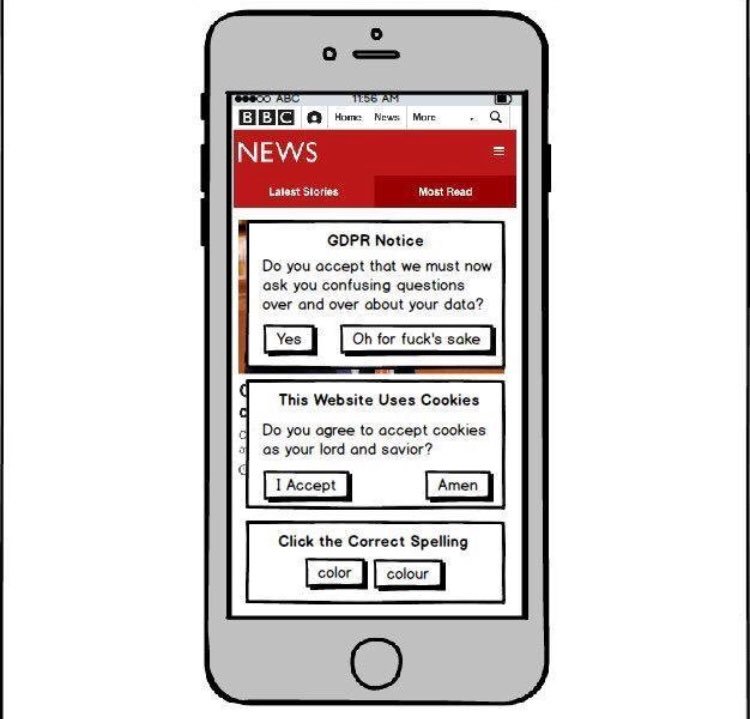 ABC 11:56 AM
BBC Home News More
NEWS
Latest Stories Most Read
GDPR Notice
Do you accept that we must now
ask you confusing questions
over and over about your data?
Yes Oh for fuck's sake
This Website Uses Cookies
Do you agree to accept cookies
as your lord and savior?
I Accept Amen
Click the Correct Spelling
color colour